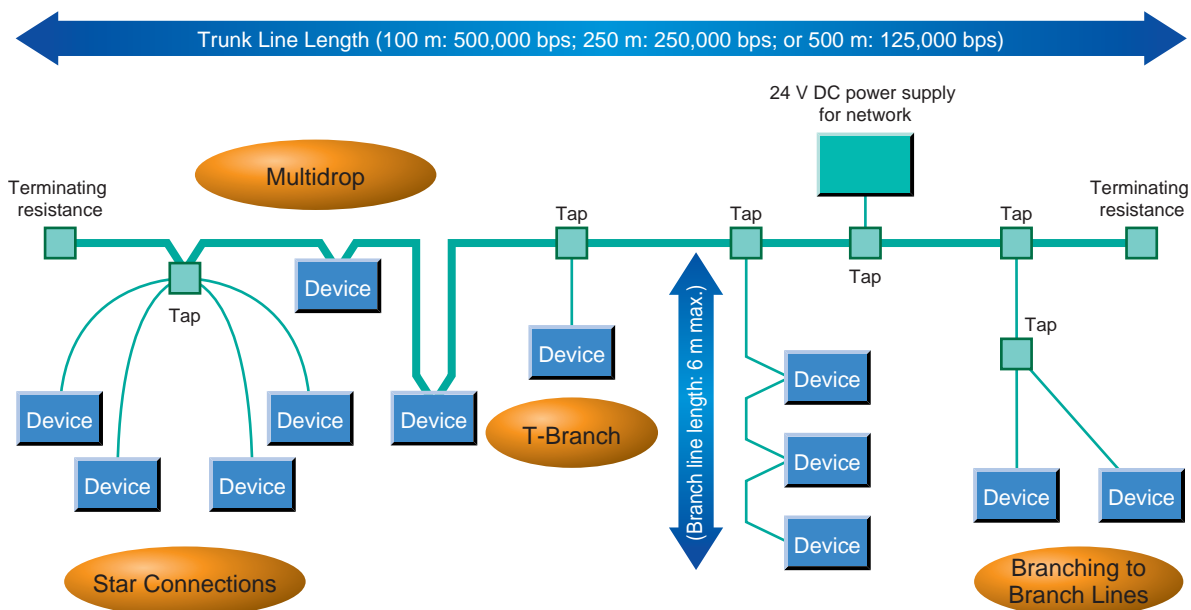 Trunk Line Length (100 m: 500,000 bps; 250 m: 250,000 bps; or 500 m: 125,000 bps)
24 V DC power supply
for network
Multidrop
Terminating
resistance
Tap
Tap
Tap
Terminating
resistance
Tap
Device
Tap
Device
Tap
Device
Device
Device
Device
Device
T-Branch
(Branch line length: 6 m max.)
Device
Device
Device
Device
Device
Device
Device
Star Connections
Branching to
Branch Lines